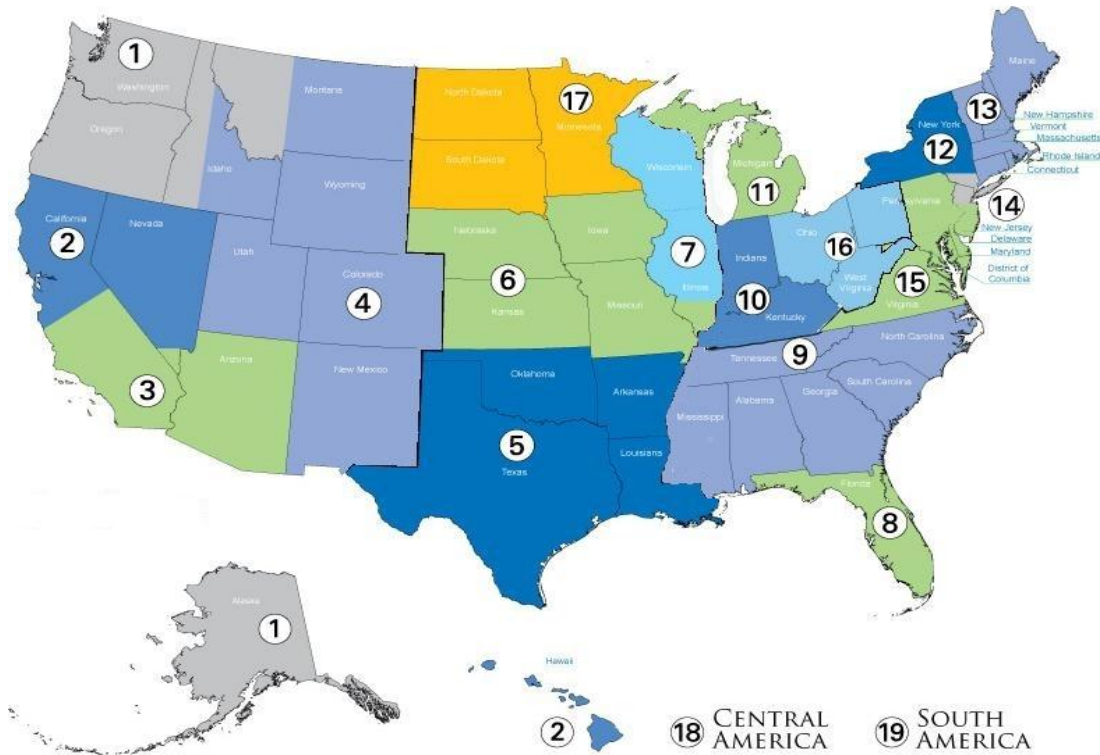 1
Washington
Oregon
Idaho
Montana
Wyoming
North Dakota
17
Minnesota
South Dakota
Wisconsin
Michigan
11
Maine
13
New Hampshire
Vermont
Massachusetts
New York
12
Rhode Island
Connecticut
California
2
Nevada
Utah
Colorado
4
Nebraska
6
Kansas
Iowa
Missouri
7
Illinois
Indiana
10
Kentucky
Ohio
16
West
Virginia
Pennsylvania
14
New Jersey
Delaware
Maryland
District of
Columbia
15
Virginia
3
Arizona
New Mexico
Oklahoma
Arkansas
5
Texas
Louisiana
9
Tennessee
North Carolina
South Carolina
Mississippi
Alabama
Georgia
Florida
8
Alaska
1
Hawaii
2
18 CENTRAL
AMERICA
19 SOUTH
AMERICA